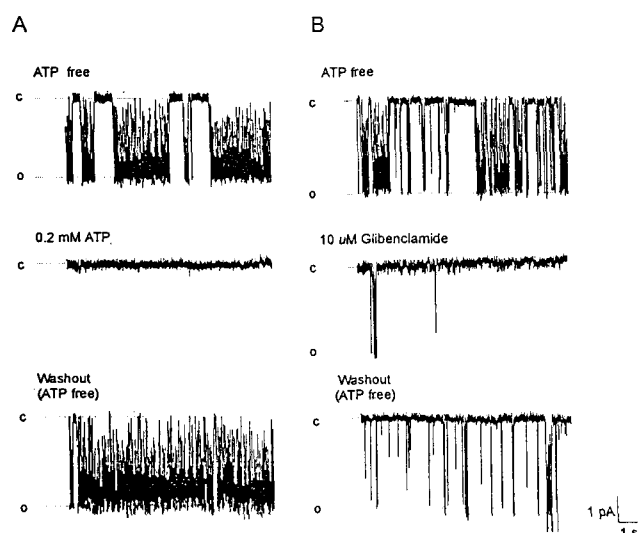 A
B
ATP free
c
o
ATP free
c
o
0.2 mM ATP
c
10 uM Glibenclamide
c
o
Washout
(ATP free)
c
o
Washout
(ATP free)
c
o
1 pA
1 s